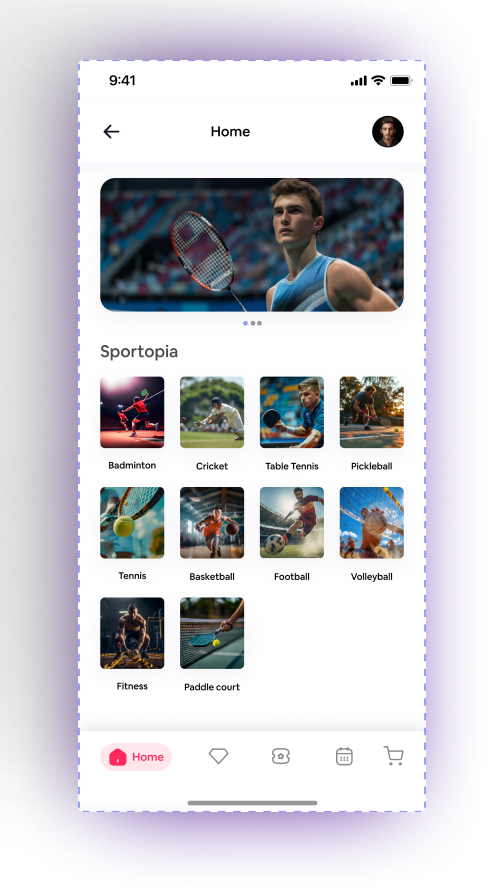 9:41
Home
Sportopia
Badminton Cricket Table Tennis Pickleball
Tennis Basketball Football Volleyball
Fitness Paddle court
Home